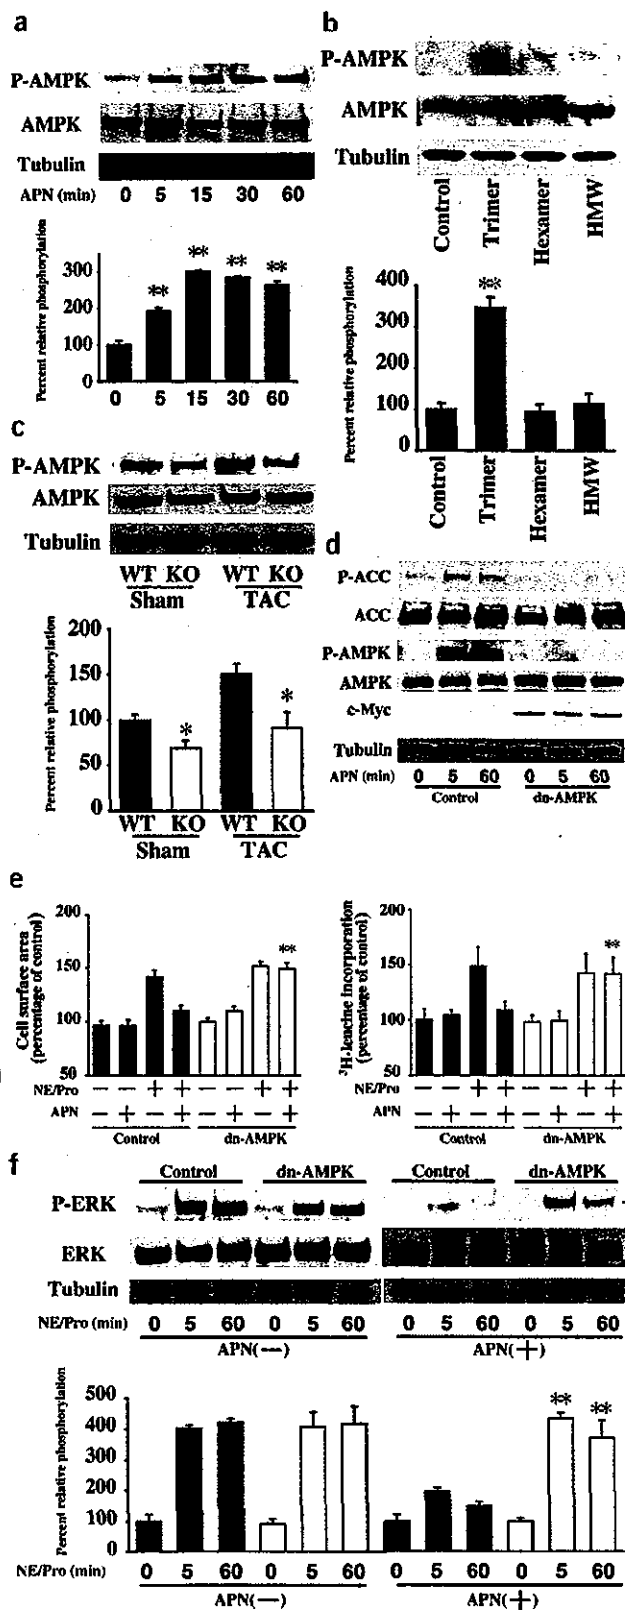 a
P-AMPK
AMPK
Tubulin
APN (min) 0 5 15 30 60
Percent relative phosphorylation
300
200
100
0
** ** ** **
0 5 15 30 60
b
P-AMPK
AMPK
Tubulin
Control Trimer Hexamer HMW
Percent relative phosphorylation
400
300
200
100
0
**
Control Trimer Hexamer HMW
c
P-AMPK
AMPK
Tubulin
WT KO WT KO
Sham TAC
Percent relative phosphorylation
200
150
100
50
0
* *
WT KO WT KO
Sham TAC
d
P-ACC
ACC
P-AMPK
AMPK
c-Myc
Tubulin
APN (min) 0 5 60 0 5 60
Control dn-AMPK
e
Cell surface area
(percentage of control)
200
150
100
50
**
NE/Pro — — + + — — + +
APN — + — + — + — +
Control dn-AMPK
³H-leucine incorporation
(percentage of control)
200
150
100
50
**
— — + + — — + +
— + — + — + — +
Control dn-AMPK
f
Control dn-AMPK Control dn-AMPK
P-ERK
ERK
Tubulin
NE/Pro (min) 0 5 60 0 5 60 0 5 60 0 5 60
APN(—) APN(+)
Percent relative phosphorylation
500
400
300
200
100
0
** **
NE/Pro (min) 0 5 60 0 5 60 0 5 60 0 5 60
APN(—) APN(+)